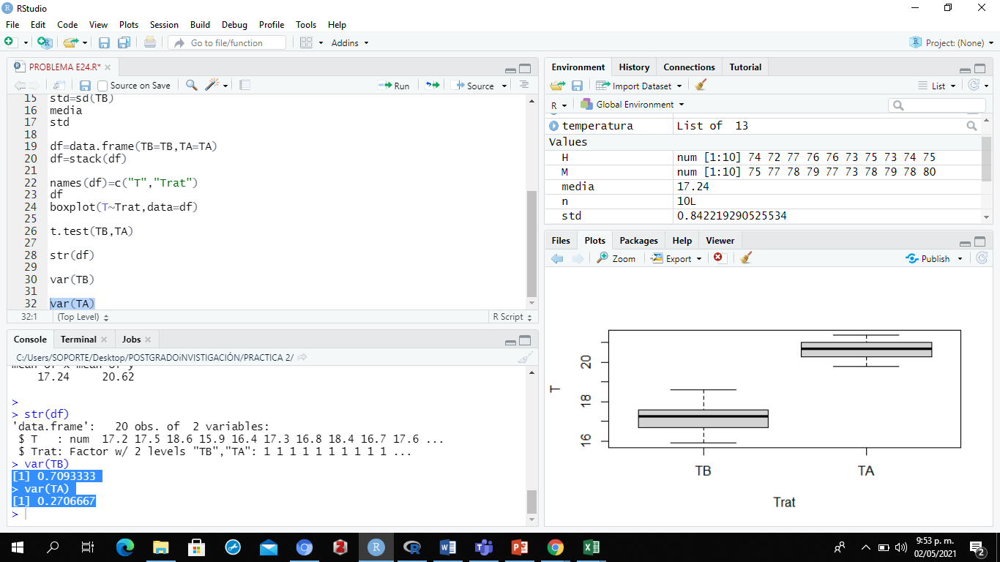 RStudio
File Edit Code View Plots Session Build Debug Profile Tools Help
Go to file/function Addins Project: (None)
PROBLEMA E24.R*
Source on Save Run Source
15 std=sd(TB)
16 media
17 std
18
19 df=data.frame(TB=TB,TA=TA)
20 df=stack(df)
21
22 names(df)=c("T","Trat")
23 df
24 boxplot(T~Trat,data=df)
25
26 t.test(TB,TA)
27
28 str(df)
29
30 var(TB)
31
32 var(TA)
32:1 (Top Level) R Script
Console Terminal Jobs
C:/Users/SOPORTE/Desktop/POSTGRADOiNVISTIGACIÓN/PRACTICA 2/
mean of x mean of y
17.24 20.62
>
> str(df)
'data.frame': 20 obs. of 2 variables:
$ T : num 17.2 17.5 18.6 15.9 16.4 17.3 16.8 18.4 16.7 17.6 ...
$ Trat: Factor w/ 2 levels "TB","TA": 1 1 1 1 1 1 1 1 1 1 ...
> var(TB)
[1] 0.7093333
> var(TA)
[1] 0.2706667
>
Environment History Connections Tutorial
Import Dataset List
R Global Environment
temperatura List of 13
Values
H num [1:10] 74 72 77 76 76 73 75 73 74 75
M num [1:10] 75 77 78 79 77 73 78 79 78 80
media 17.24
n 10L
std 0.842219290525534
Files Plots Packages Help Viewer
Zoom Export Publish
T
20
18
16
TB TA
Trat
9:53 p. m.
02/05/2021
2